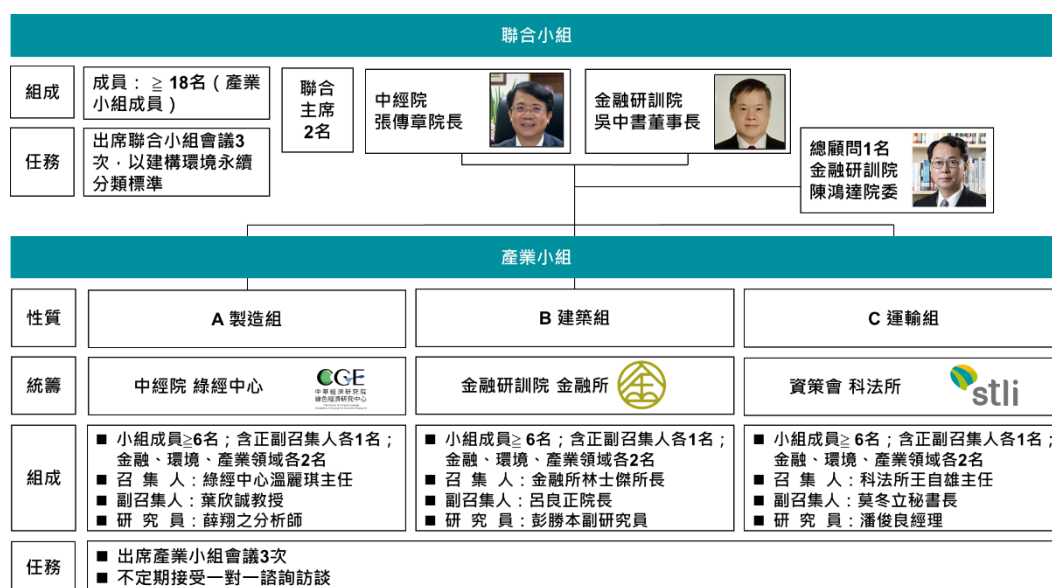 聯合小組
組成
成員： ≧ 18名（產業
小組成員）
任務
出席聯合小組會議3
次，以建構環境永續
分類標準
聯合
主席
2名
中經院
張傳章院長
金融研訓院
吳中書董事長
總顧問1名
金融研訓院
陳鴻達院委
產業小組
性質
A 製造組
B 建築組
C 運輸組
統籌
中經院 綠經中心
CGE
中華經濟研究院
綠色經濟研究中心
金融研訓院 金融所
資策會 科法所
stli
組成
■ 小組成員≧6名；含正副召集人各1名；
金融、環境、產業領域各2名
■ 召 集 人：綠經中心溫麗琪主任
■ 副召集人：葉欣誠教授
■ 研 究 員：薛翔之分析師
■ 小組成員≧ 6名；含正副召集人各1名；
金融、環境、產業領域各2名
■ 召 集 人：金融所林士傑所長
■ 副召集人：呂良正院長
■ 研 究 員：彭勝本副研究員
■ 小組成員≧ 6名；含正副召集人各1名；
金融、環境、產業領域各2名
■ 召 集 人：科法所王自雄主任
■ 副召集人：莫冬立秘書長
■ 研 究 員：潘俊良經理
任務
■ 出席產業小組會議3次
■ 不定期接受一對一諮詢訪談